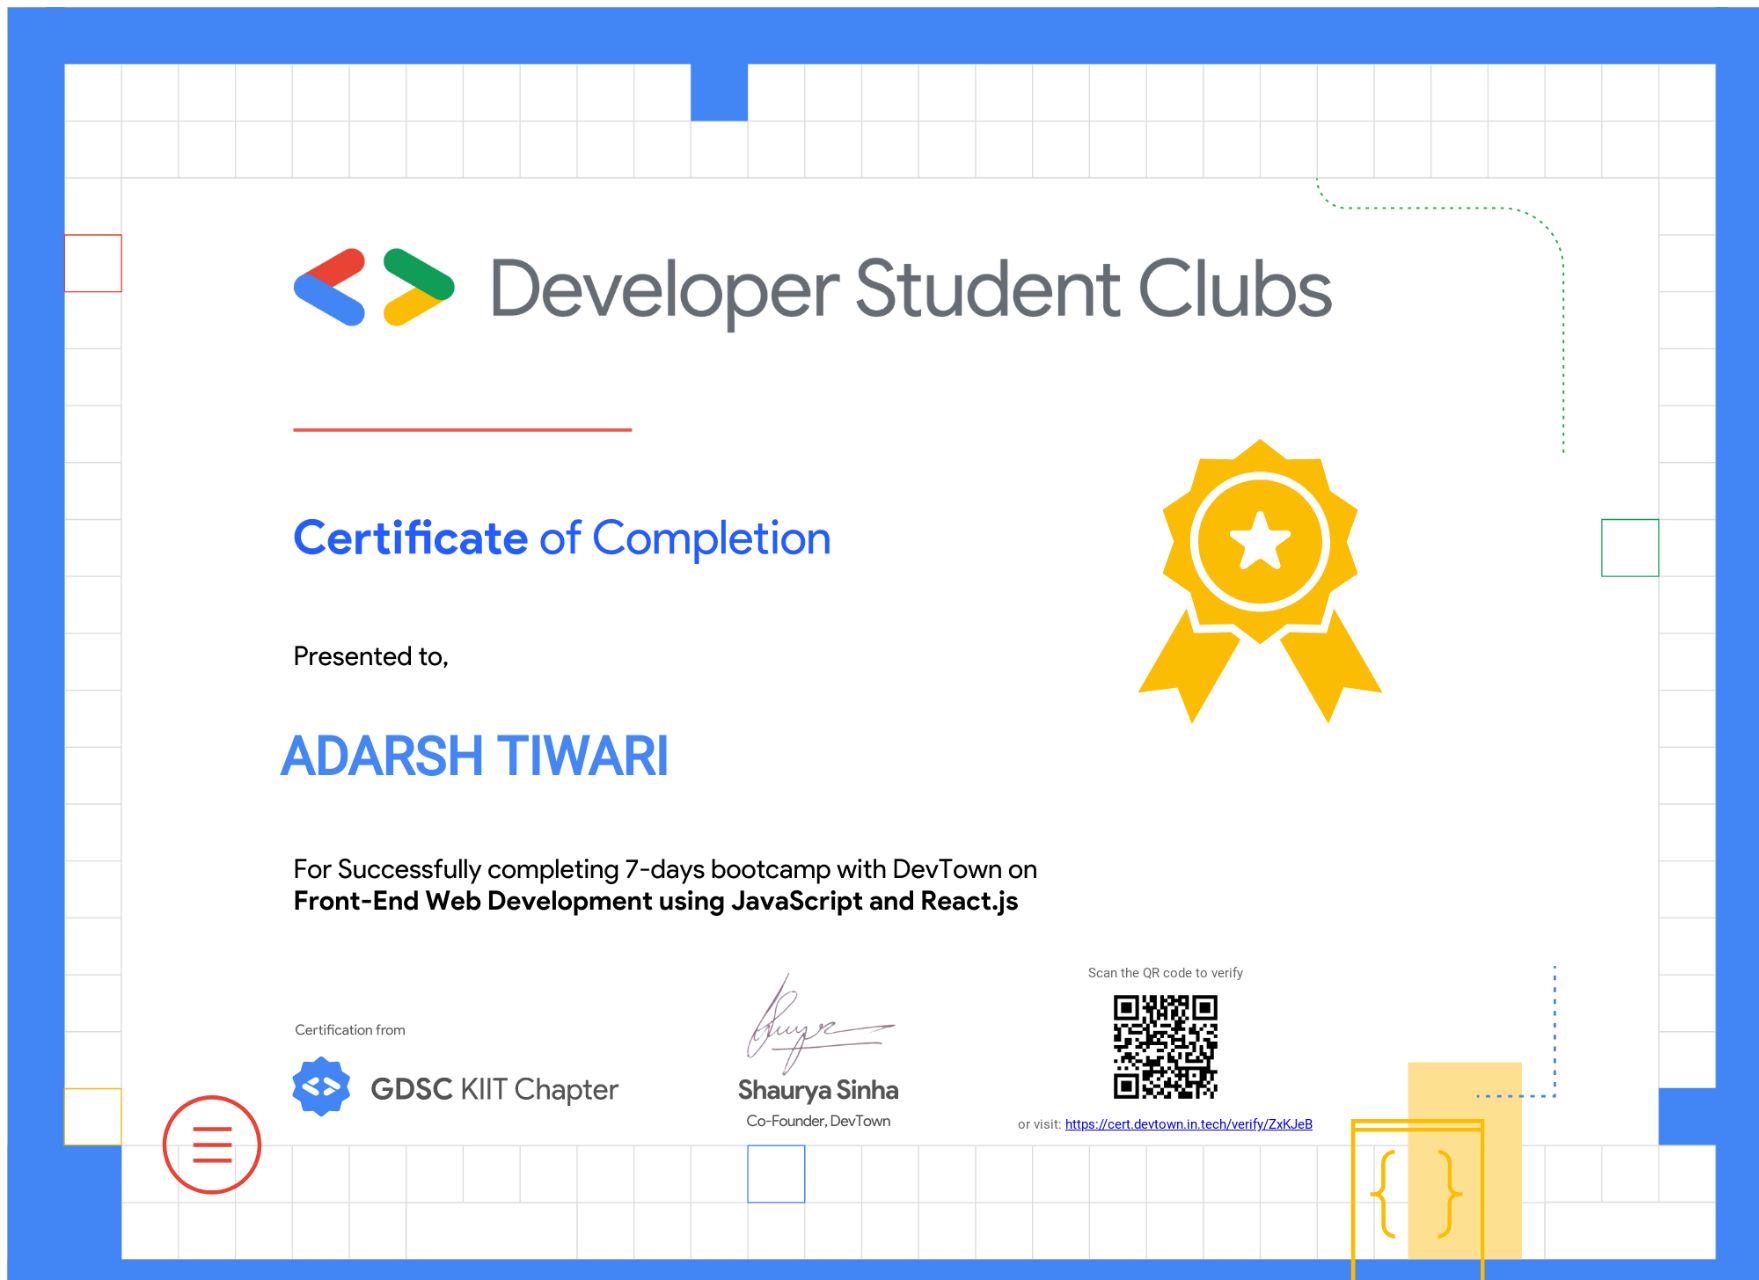 Developer Student Clubs
Certificate of Completion
Presented to,
ADARSH TIWARI
For Successfully completing 7-days bootcamp with DevTown on
Front-End Web Development using JavaScript and React.js
Certification from
GDSC KIIT Chapter
Shaurya Sinha
Co-Founder, DevTown
Scan the QR code to verify
or visit: https://cert.devtown.in.tech/verify/ZxKJeB
{ }